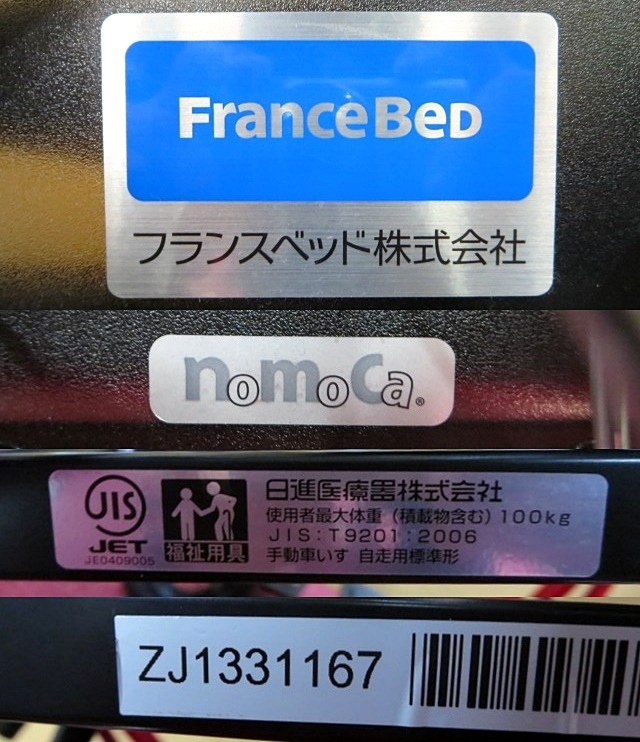 FranceBed
フランスベッド株式会社
nomoca®
JIS
JET
JE0409005
福祉用具
日進医療器株式会社
使用者最大体重（積載物含む）100kg
JIS:T9201:2006
手動車いす 自走用標準形
ZJ1331167